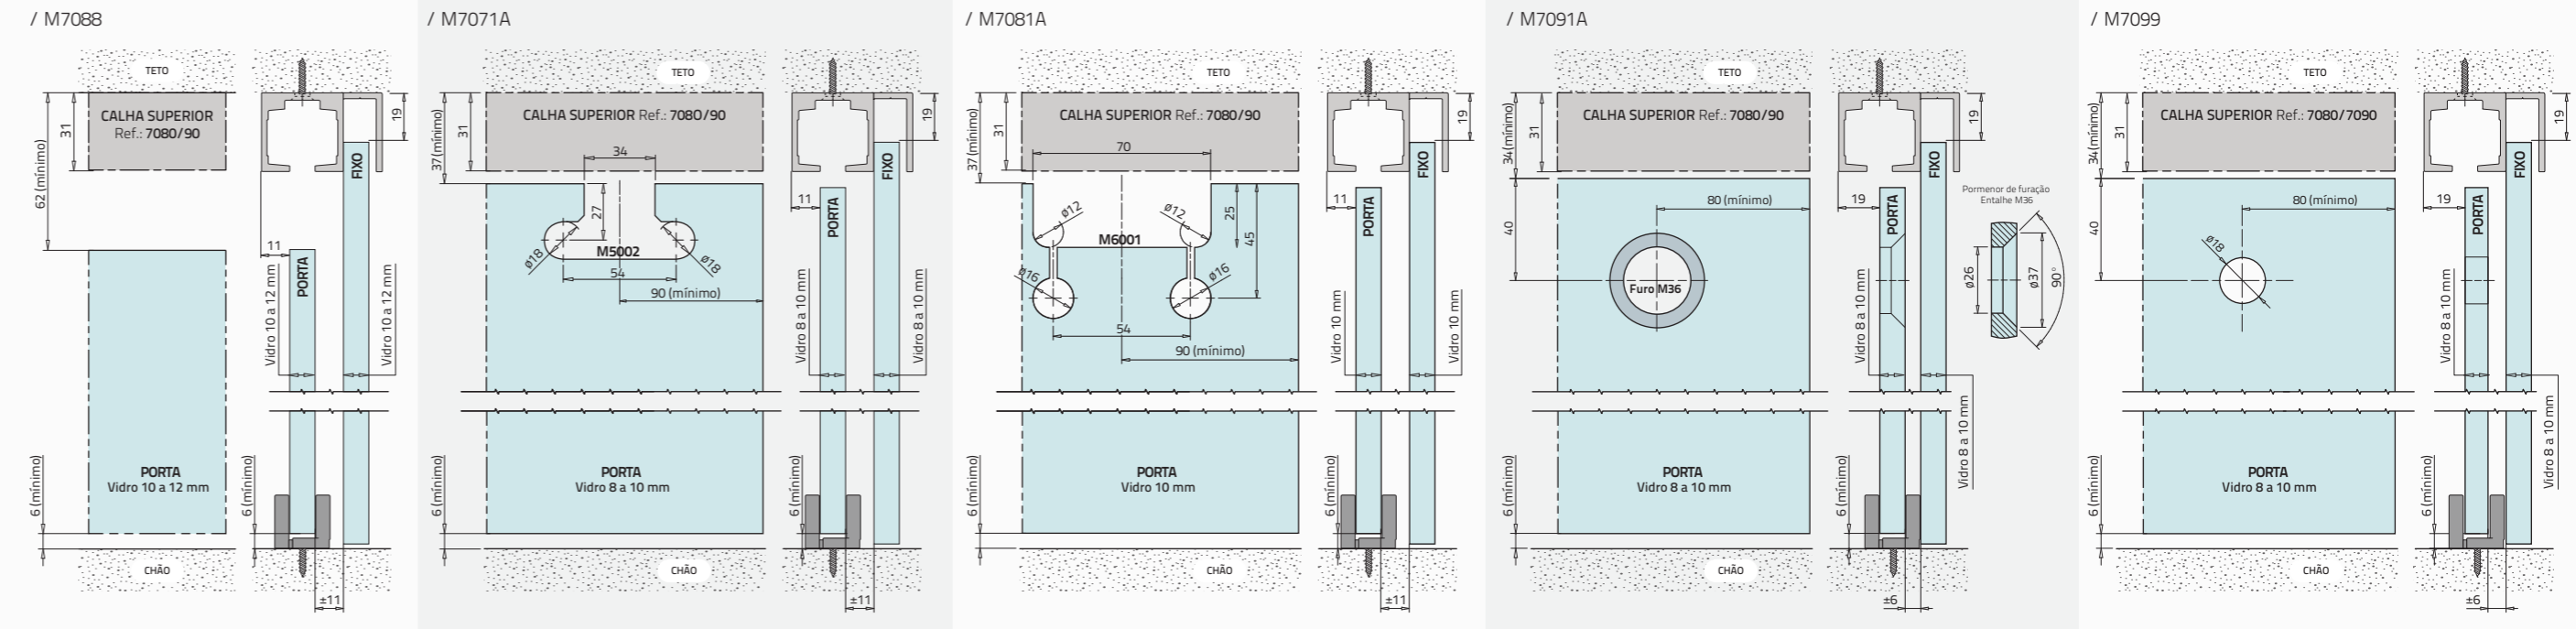 / M7088
TETO
CALHA SUPERIOR
Ref.: 7080/90
31
62 (mínimo)
19
FIXO
11
PORTA
Vidro 10 a 12 mm
Vidro 10 a 12 mm
PORTA
Vidro 10 a 12 mm
6 (mínimo)
6 (mínimo)
CHÃO
±11
/ M7071A
TETO
CALHA SUPERIOR Ref.: 7080/90
37(mínimo)
31
34
19
FIXO
11
PORTA
27
M5002
ø18
ø18
54
90 (mínimo)
Vidro 8 a 10 mm
Vidro 8 a 10 mm
PORTA
Vidro 8 a 10 mm
6 (mínimo)
6 (mínimo)
CHÃO
±11
/ M7081A
TETO
CALHA SUPERIOR Ref.: 7080/90
37 (mínimo)
31
70
19
FIXO
11
PORTA
ø12
ø12
25
45
M6001
ø16
ø16
54
90 (mínimo)
Vidro 10 mm
Vidro 10 mm
PORTA
Vidro 10 mm
6 (mínimo)
6 (mínimo)
CHÃO
±11
/ M7091A
TETO
CALHA SUPERIOR Ref.: 7080/90
34(mínimo)
31
19
FIXO
19
PORTA
Pormenor de furação
Entalhe M36
80 (mínimo)
40
Furo M36
ø26
ø37
90°
Vidro 8 a 10 mm
Vidro 8 a 10 mm
PORTA
Vidro 8 a 10 mm
6 (mínimo)
6 (mínimo)
CHÃO
±6
/ M7099
TETO
CALHA SUPERIOR Ref.: 7080/7090
34(mínimo)
31
19
FIXO
19
PORTA
80 (mínimo)
40
ø18
Vidro 8 a 10 mm
Vidro 8 a 10 mm
PORTA
Vidro 8 a 10 mm
6 (mínimo)
6 (mínimo)
CHÃO
±6